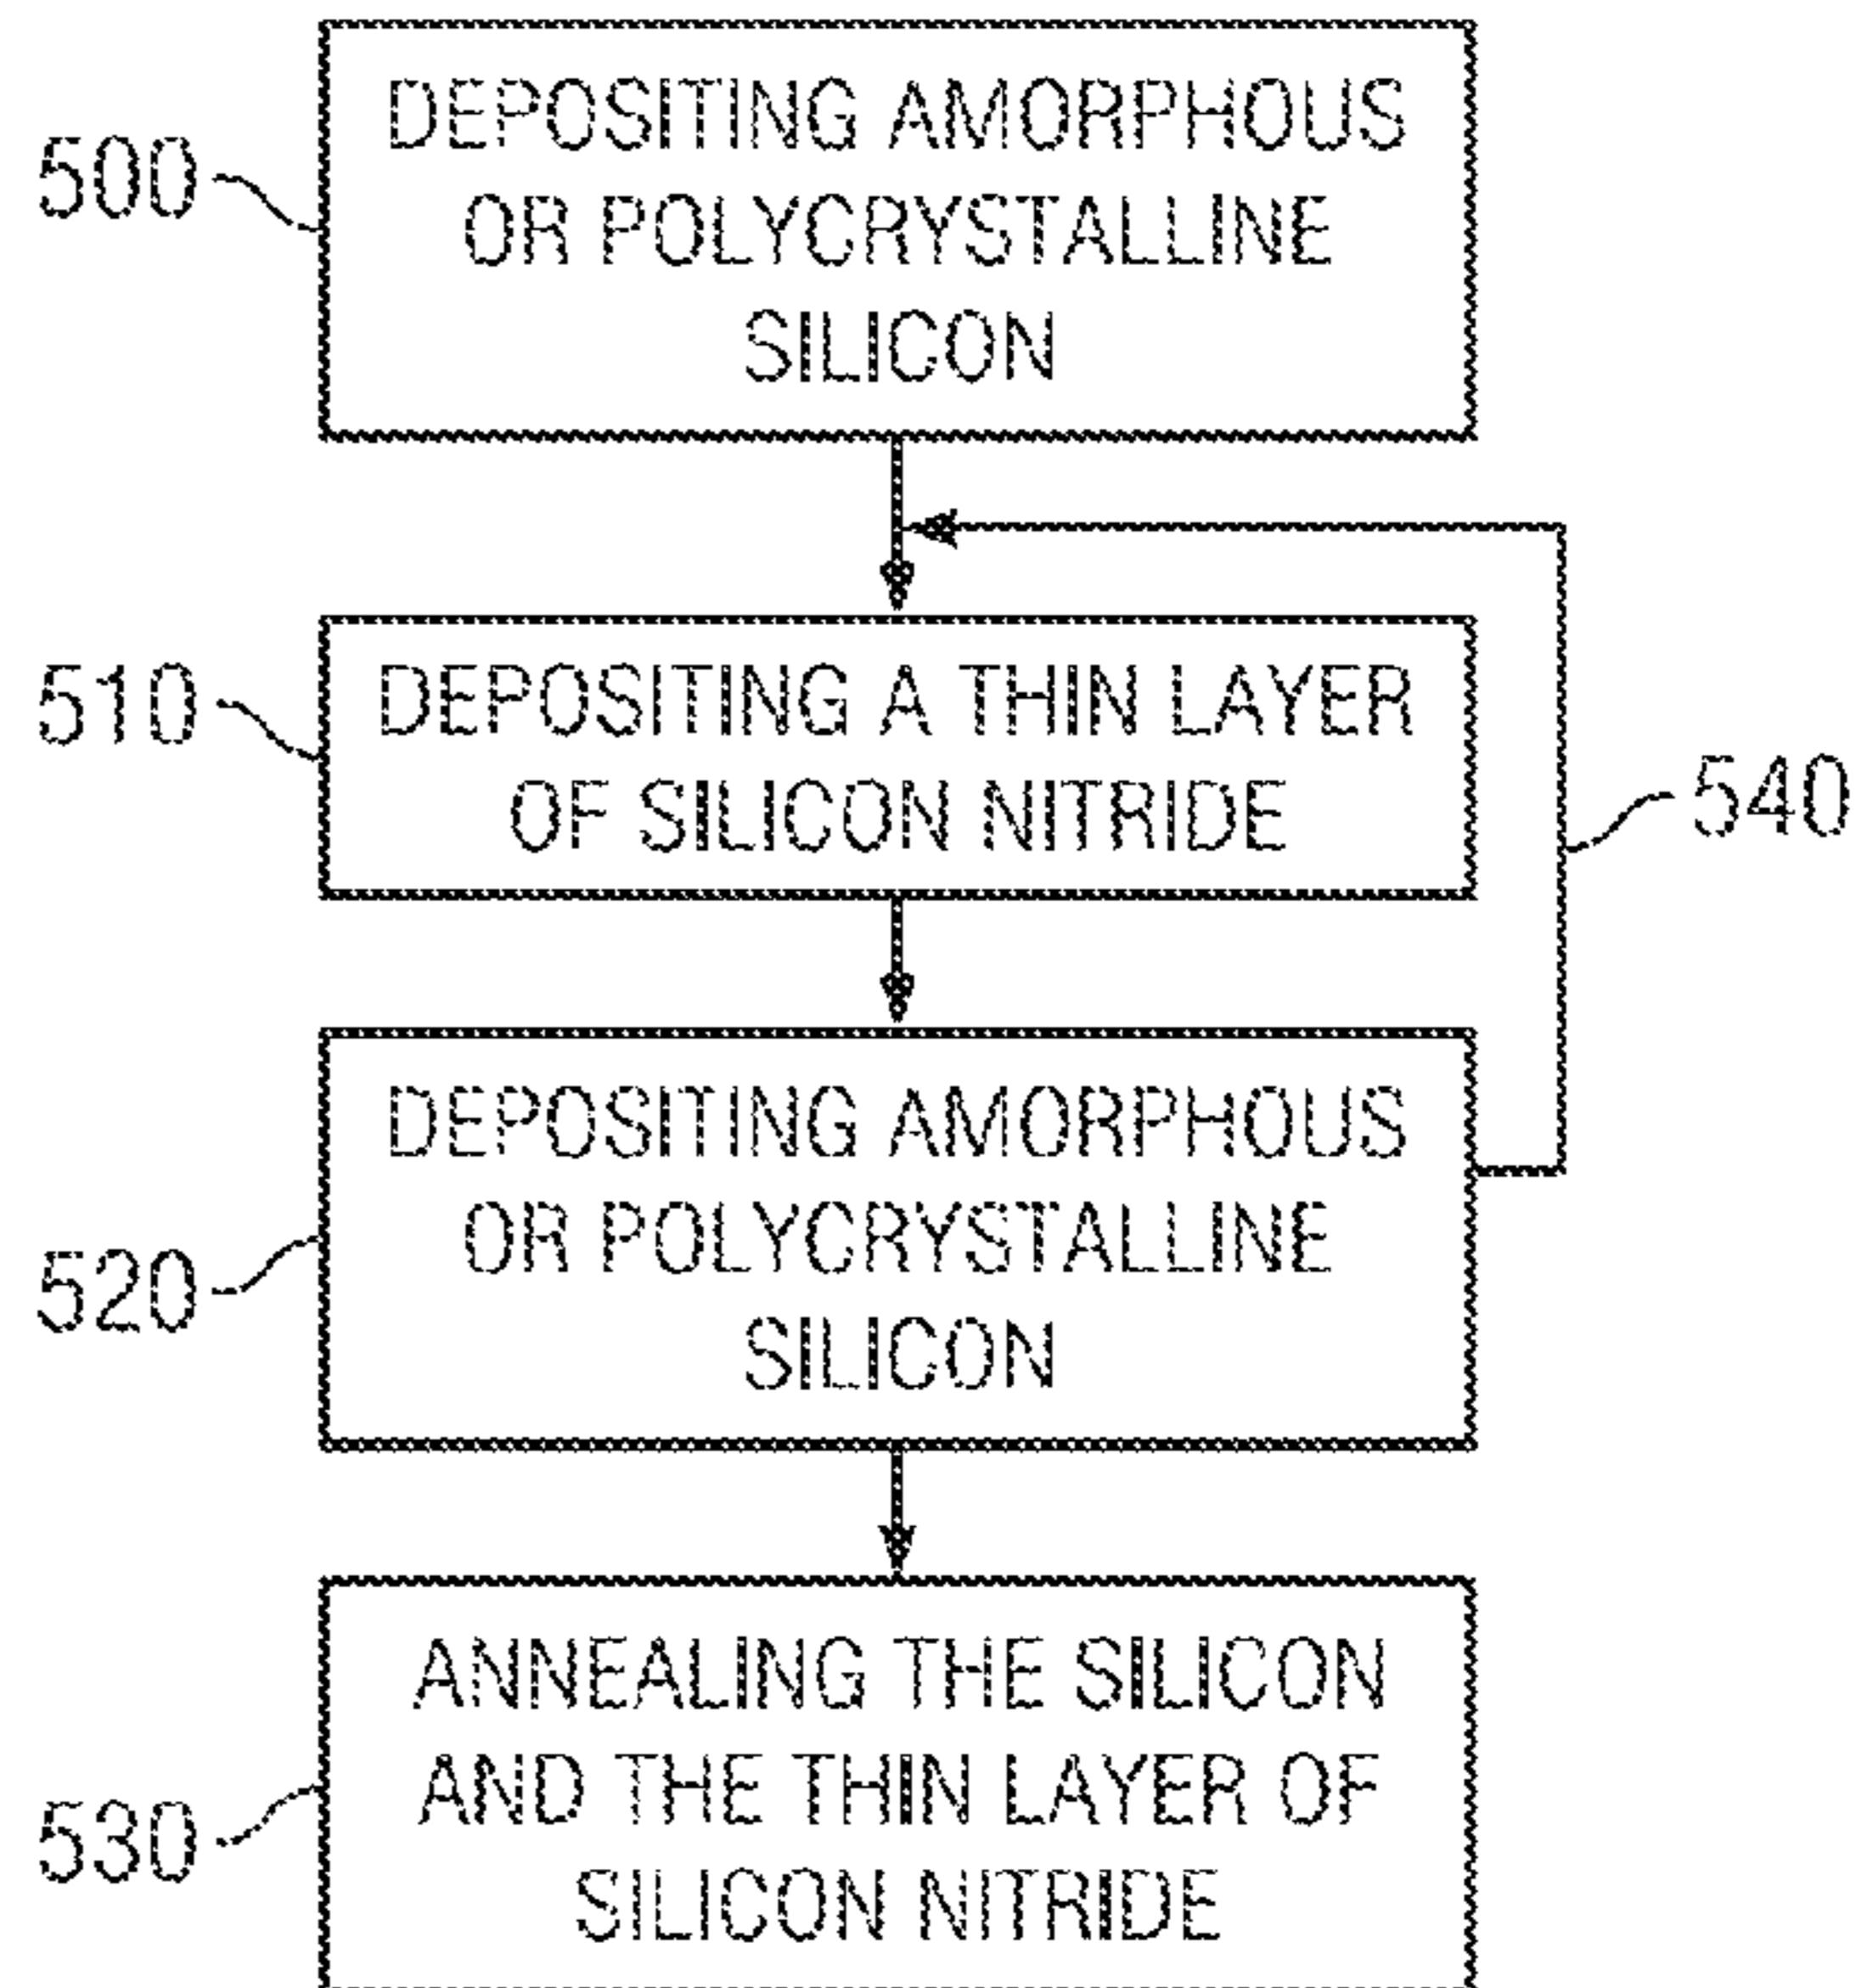 500
DEPOSITING AMORPHOUS
OR POLYCRYSTALLINE
SILICON
510
DEPOSITING A THIN LAYER
OF SILICON NITRIDE
540
520
DEPOSITING AMORPHOUS
OR POLYCRYSTALLINE
SILICON
530
ANNEALING THE SILICON
AND THE THIN LAYER OF
SILICON NITRIDE